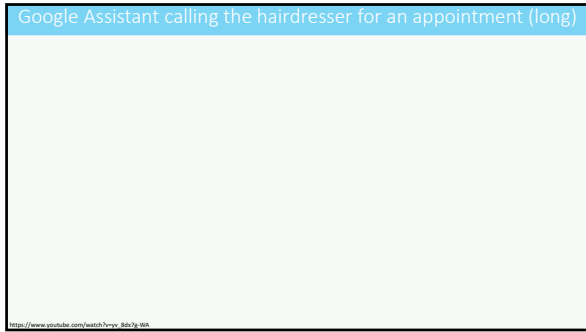 Google Assistant calling the hairdresser for an appointment (long)
https://www.youtube.com/watch?v=yv_8dx7g-WA